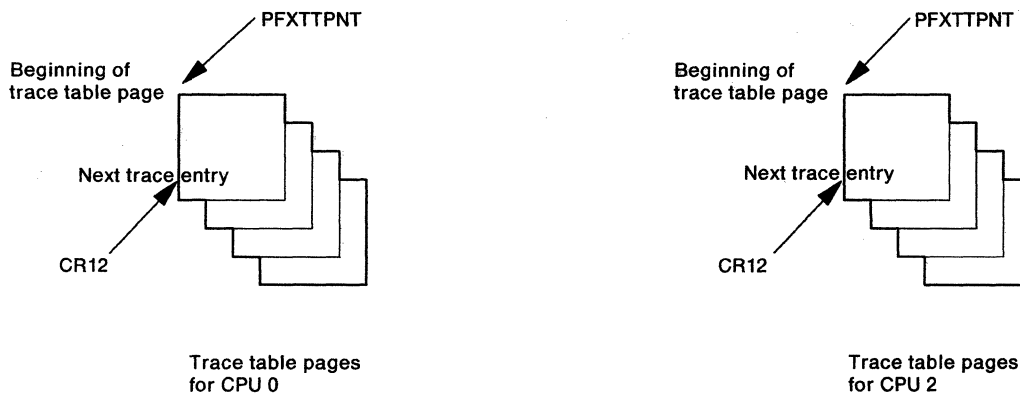 PFXTTPNT
Beginning of
trace table page
Next trace entry
CR12
Trace table pages
for CPU 0
PFXTTPNT
Beginning of
trace table page
Next trace entry
CR12
Trace table pages
for CPU 2